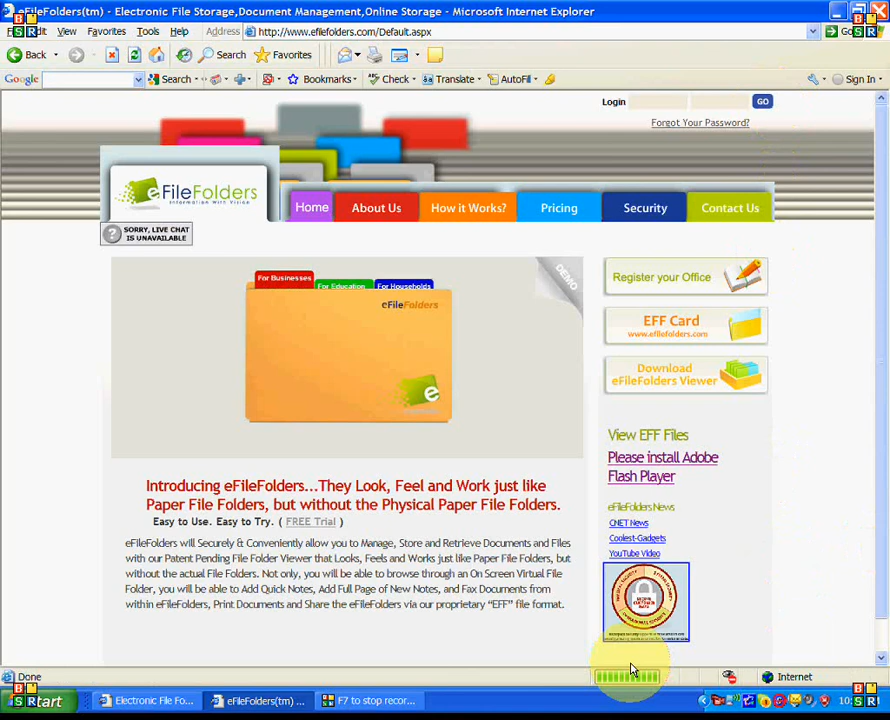 eFileFolders(tm) - Electronic File Storage,Document Management,Online Storage - Microsoft Internet Explorer
Edit View Favorites Tools Help Address http://www.efilefolders.com/Default.aspx Go
Back Search Favorites
Google Search Bookmarks Check Translate AutoFill Sign In
Login GO
Forgot Your Password?
eFileFolders
Information With Vision
Home About Us How it Works? Pricing Security Contact Us
? SORRY, LIVE CHAT
IS UNAVAILABLE
For Businesses For Education For Households
eFileFolders
e
DEMO
Register your Office
EFF Card
www.efilefolders.com
Download
eFileFolders Viewer
View EFF Files
Please install Adobe
Flash Player
eFileFolders News
CNET News
Coolest-Gadgets
YouTube Video
Introducing eFileFolders...They Look, Feel and Work just like
Paper File Folders, but without the Physical Paper File Folders.
Easy to Use. Easy to Try. ( FREE Trial )
eFileFolders will Securely & Conveniently allow you to Manage, Store and Retrieve Documents and Files
with our Patent Pending File Folder Viewer that Looks, Feels and Works just like Paper File Folders, but
without the actual File Folders. Not only, you will be able to browse through an On Screen Virtual File
Folder, you will be able to Add Quick Notes, Add Full Page of New Notes, and Fax Documents from
within eFileFolders, Print Documents and Share the eFileFolders via our proprietary “EFF” file format.
Done Internet
start Electronic File Fo... eFileFolders(tm) ... F7 to stop recor...